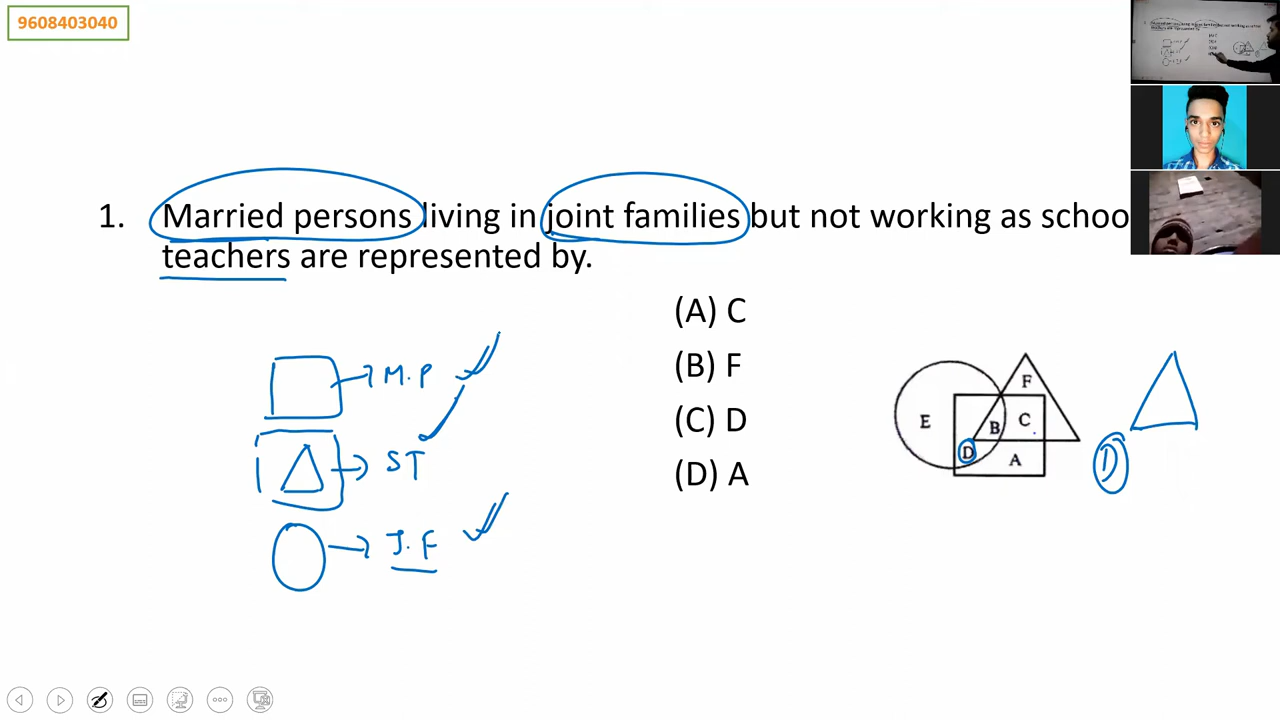 9608403040
1. Married persons living in joint families but not working as schoo
teachers are represented by.
(A) C
(B) F
(C) D
(D) A
M.P
ST
J.F
F
E
B
C
D
A
D